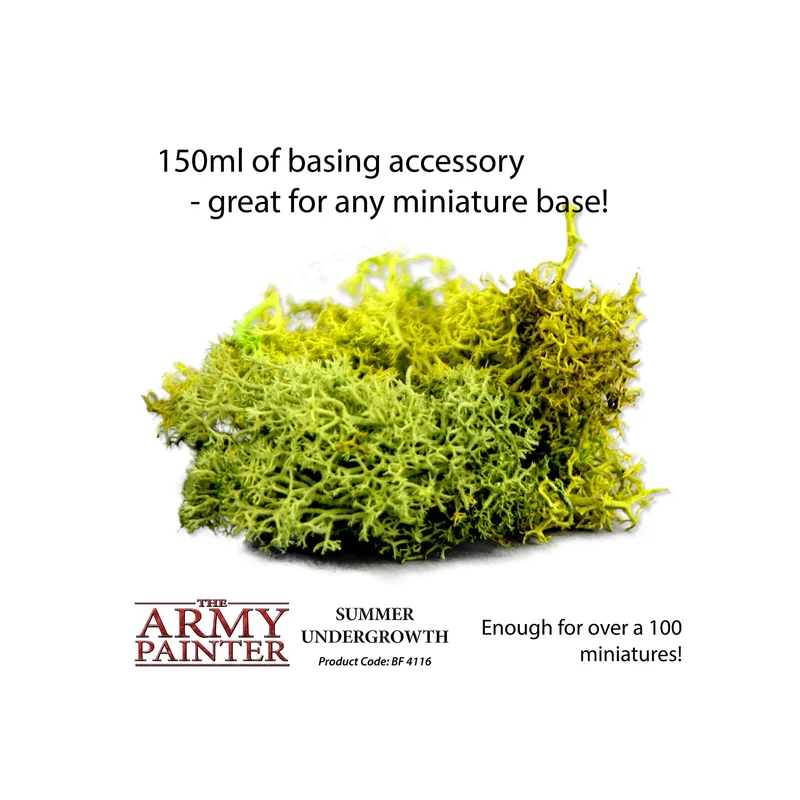 150ml of basing accessory
- great for any miniature base!
THE
ARMY
PAINTER
SUMMER
UNDERGROWTH
Product Code: BF 4116
Enough for over a 100
miniatures!